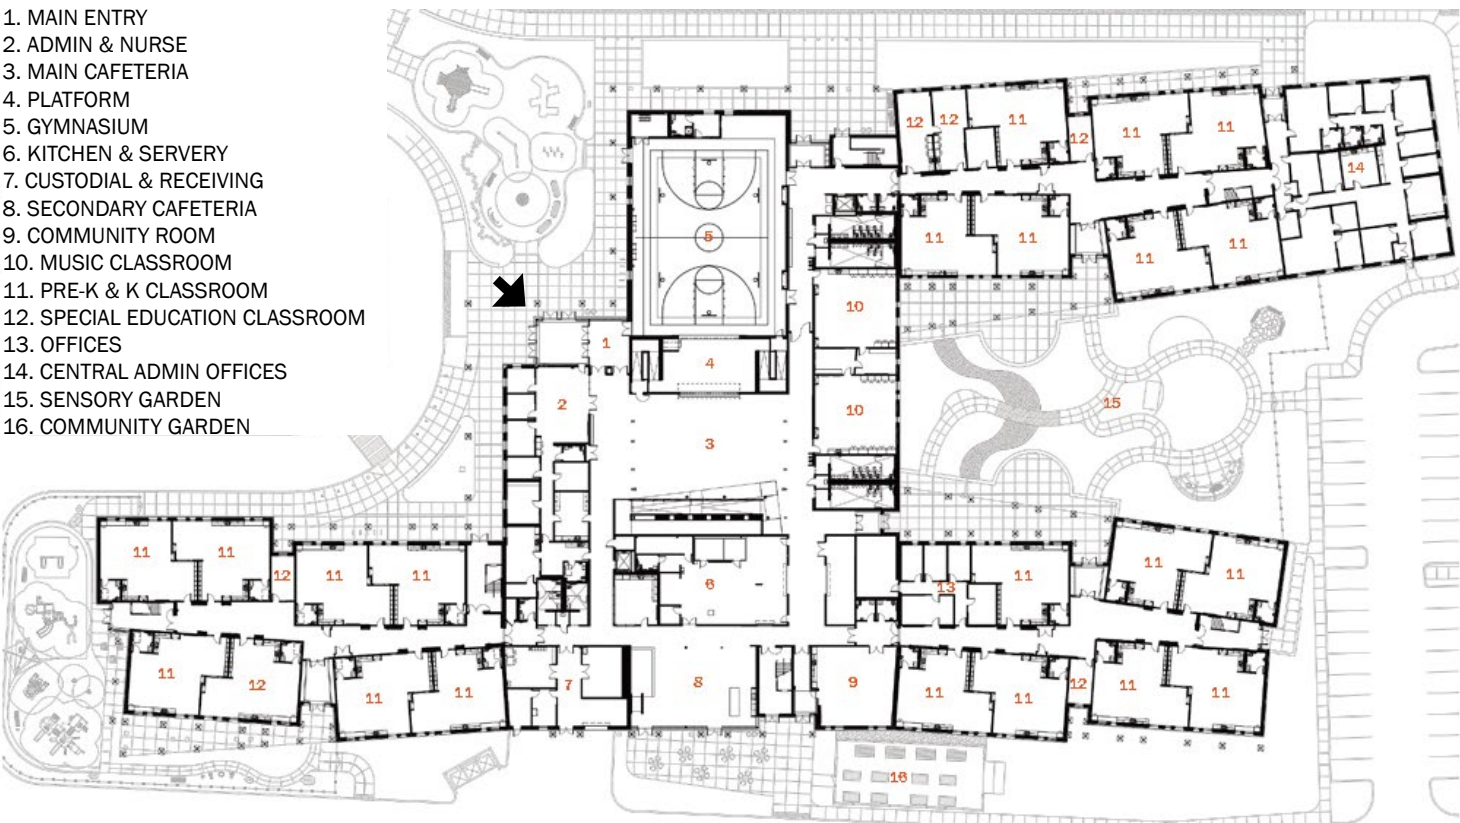 1. MAIN ENTRY
2. ADMIN & NURSE
3. MAIN CAFETERIA
4. PLATFORM
5. GYMNASIUM
6. KITCHEN & SERVERY
7. CUSTODIAL & RECEIVING
8. SECONDARY CAFETERIA
9. COMMUNITY ROOM
10. MUSIC CLASSROOM
11. PRE-K & K CLASSROOM
12. SPECIAL EDUCATION CLASSROOM
13. OFFICES
14. CENTRAL ADMIN OFFICES
15. SENSORY GARDEN
16. COMMUNITY GARDEN
12 12 11 12 11 11 14
5 11 11 11 11
10
1 4
2 10 15
3
11 11 12 11 11 6 13 11 11 11
11 12 11 11 7 8 9 11 11 12 11 11
16